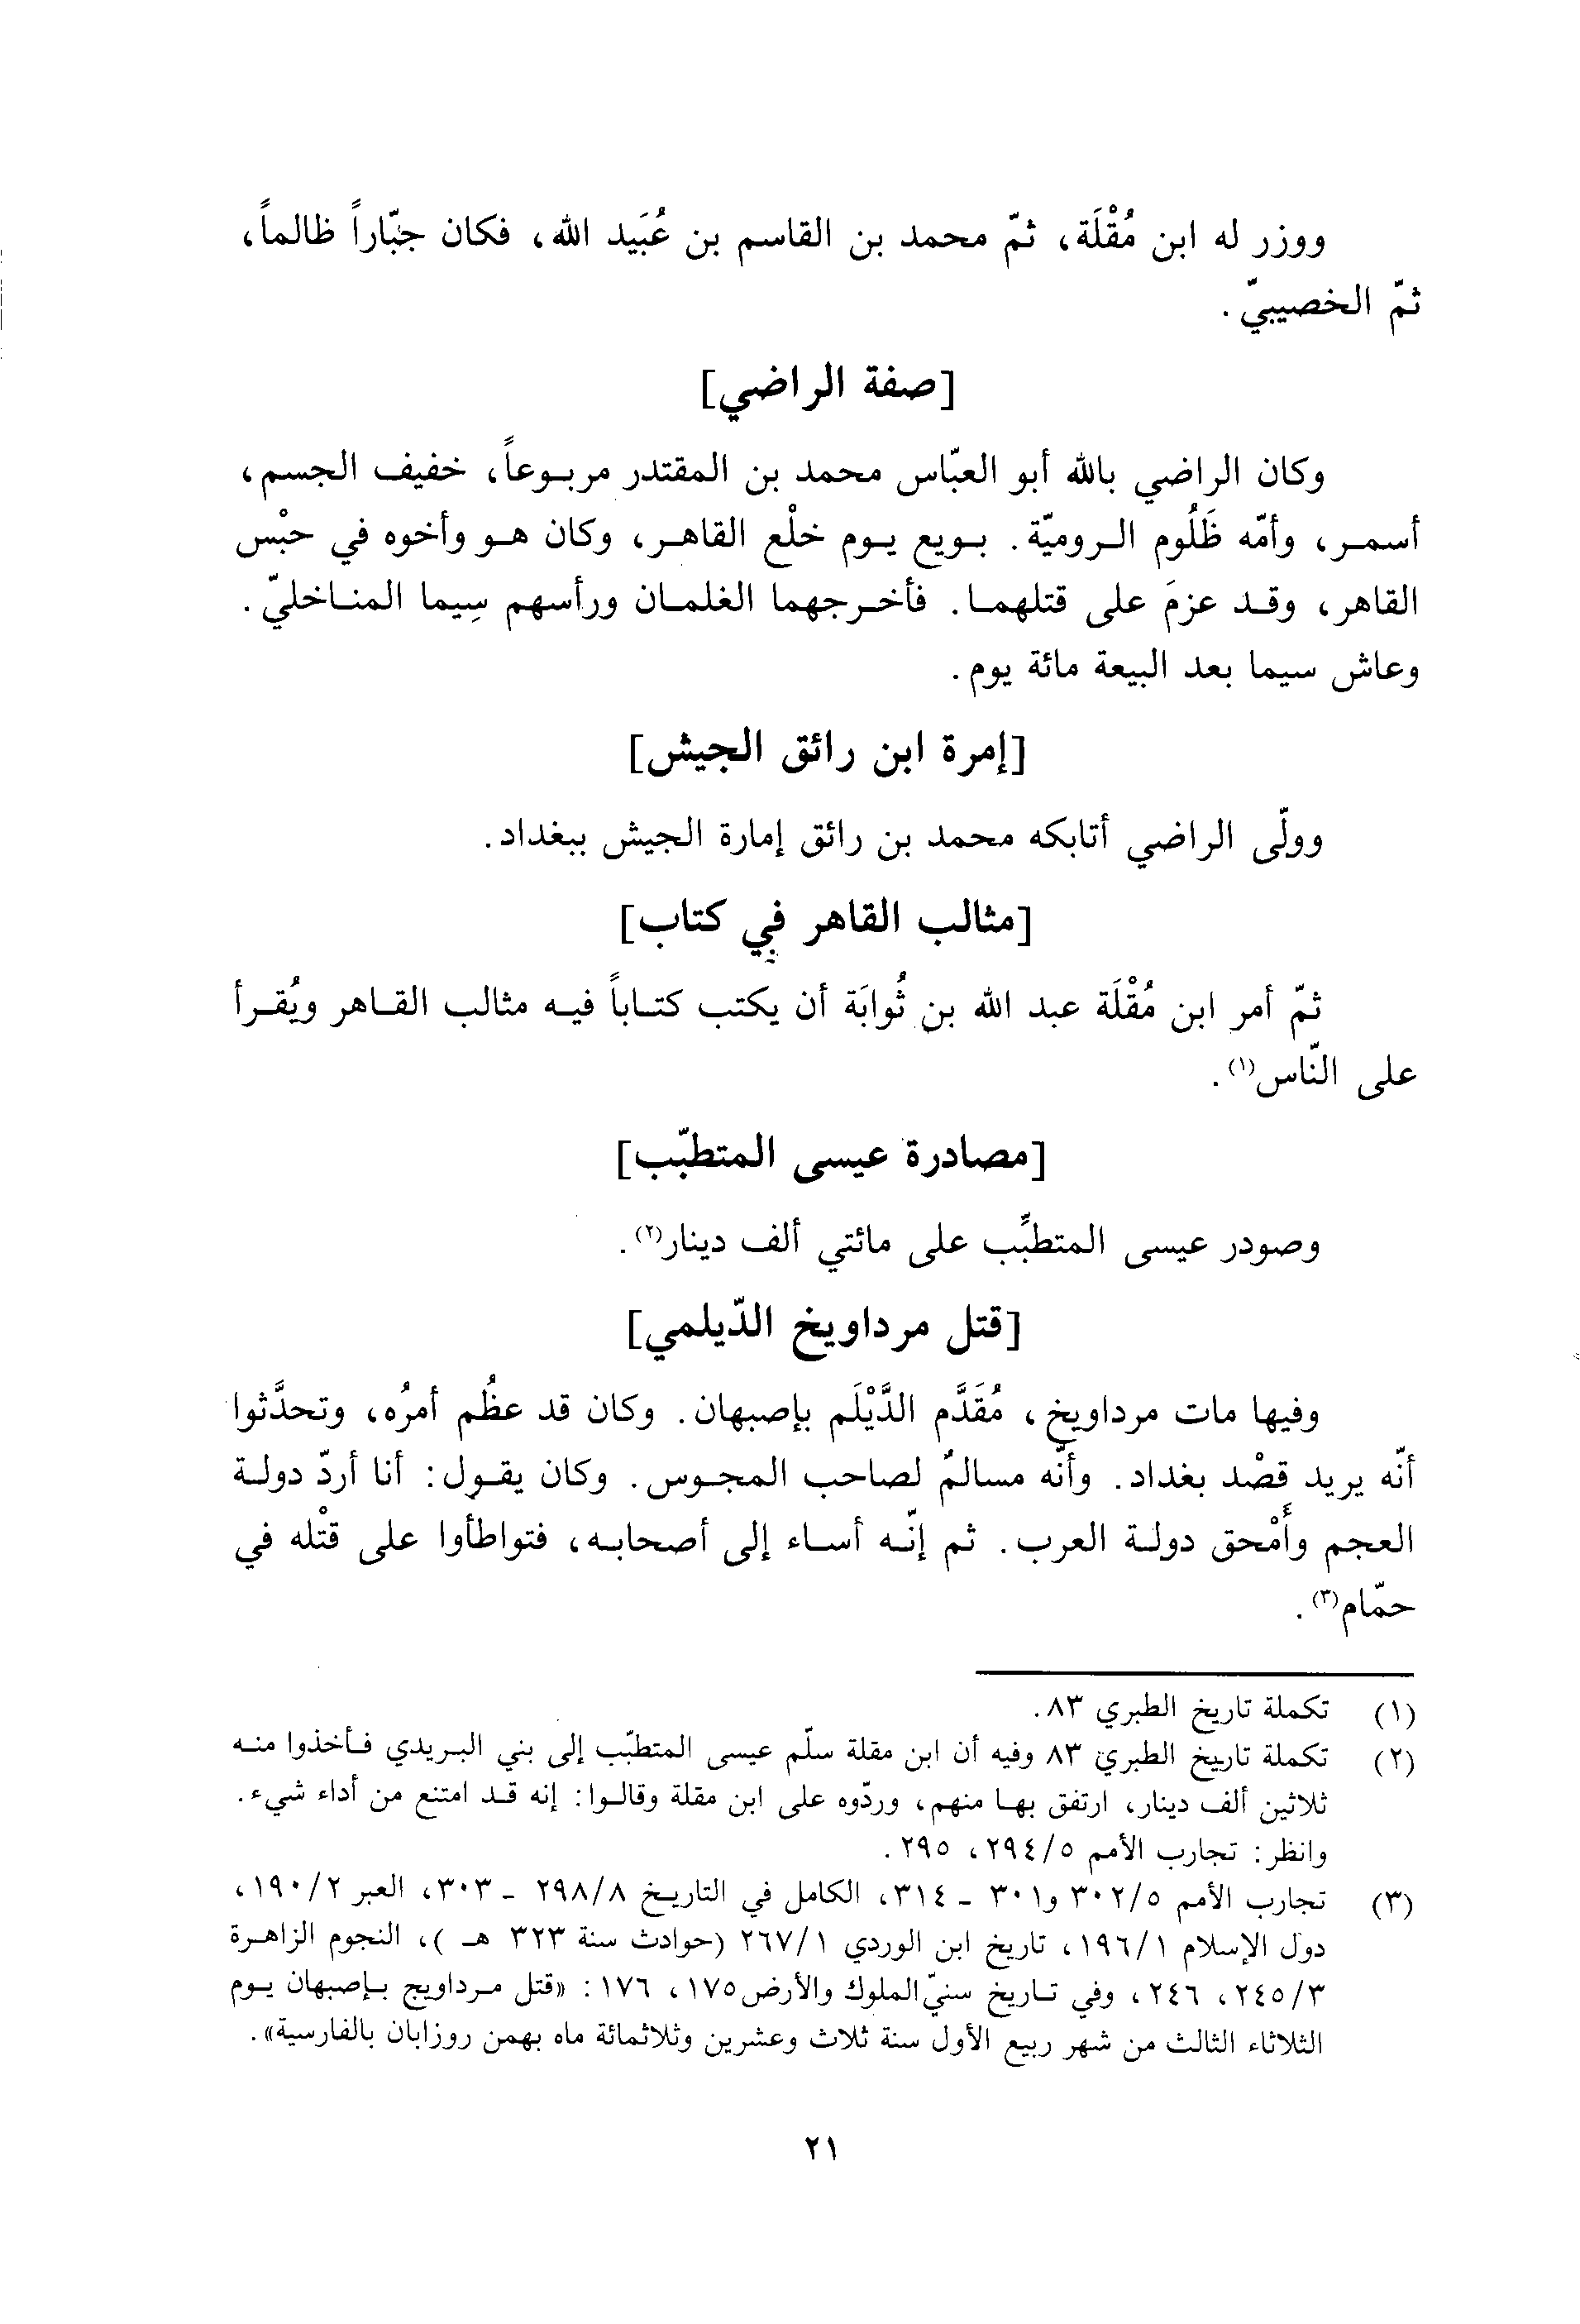 ووزر له ابن مُقْلَة، ثمّ محمد بن القاسم بن عُبَيد الله، فكان جبّاراً ظالماً،
ثمّ الخصيبيّ.
[صفة الراضي]
وكان الراضي بالله أبو العبّاس محمد بن المقتدر مربوعاً، خفيف الجسم،
أسمر، وأمّه ظَلُوم الروميّة. بويع يوم خلْع القاهر، وكان هو وأخوه في حبْس
القاهر، وقد عزمَ على قتلهما. فأخرجهما الغلمان ورأسهم سِيما المناخليّ.
وعاش سيما بعد البيعة مائة يوم.
[إمرة ابن رائق الجيش]
وولّى الراضي أتابكه محمد بن رائق إمارة الجيش ببغداد.
[مثالب القاهر في كتاب]
ثمّ أمر ابن مُقْلَة عبد الله بن ثُوابَة أن يكتب كتاباً فيه مثالب القاهر ويُقرأ
على النّاس(١).
[مصادرة عيسى المتطبّب]
وصودر عيسى المتطبِّب على مائتي ألف دينار(٢).
[قتل مرداويخ الدّيلمي]
وفيها مات مرداويخ، مُقَدَّم الدَّيْلَم بإصبهان. وكان قد عظُم أمرُه، وتحدَّثوا
أنّه يريد قصْد بغداد. وأنّه مسالمٌ لصاحب المجوس. وكان يقول: أنا أردّ دولة
العجم وأَمْحق دولة العرب. ثم إنّه أساء إلى أصحابه، فتواطأوا على قتْله في
حمّام(٣).
(١) تكملة تاريخ الطبري ٨٣.
(٢) تكملة تاريخ الطبري ٨٣ وفيه أن ابن مقلة سلّم عيسى المتطبّب إلى بني البريدي فأخذوا منه
ثلاثين ألف دينار، ارتفق بها منهم، وردّوه على ابن مقلة وقالوا: إنه قد امتنع من أداء شيء.
وانظر: تجارب الأمم ٢٩٤/٥، ٢٩٥.
(٣) تجارب الأمم ٣٠٢/٥ و٣٠١ ـ ٣١٤، الكامل في التاريخ ٢٩٨/٨ ـ ٣٠٣، العبر ١٩٠/٢،
دول الإسلام ١٩٦/١، تاريخ ابن الوردي ٢٦٧/١ (حوادث سنة ٣٢٣ هـ)، النجوم الزاهرة
٢٤٥/٣، ٢٤٦، وفي تاريخ سنيّ الملوك والأرض ١٧٥، ١٧٦: «قتل مرداويج بإصبهان يوم
الثلاثاء الثالث من شهر ربيع الأول سنة ثلاث وعشرين وثلاثمائة ماه بهمن روزابان بالفارسية».
٢١